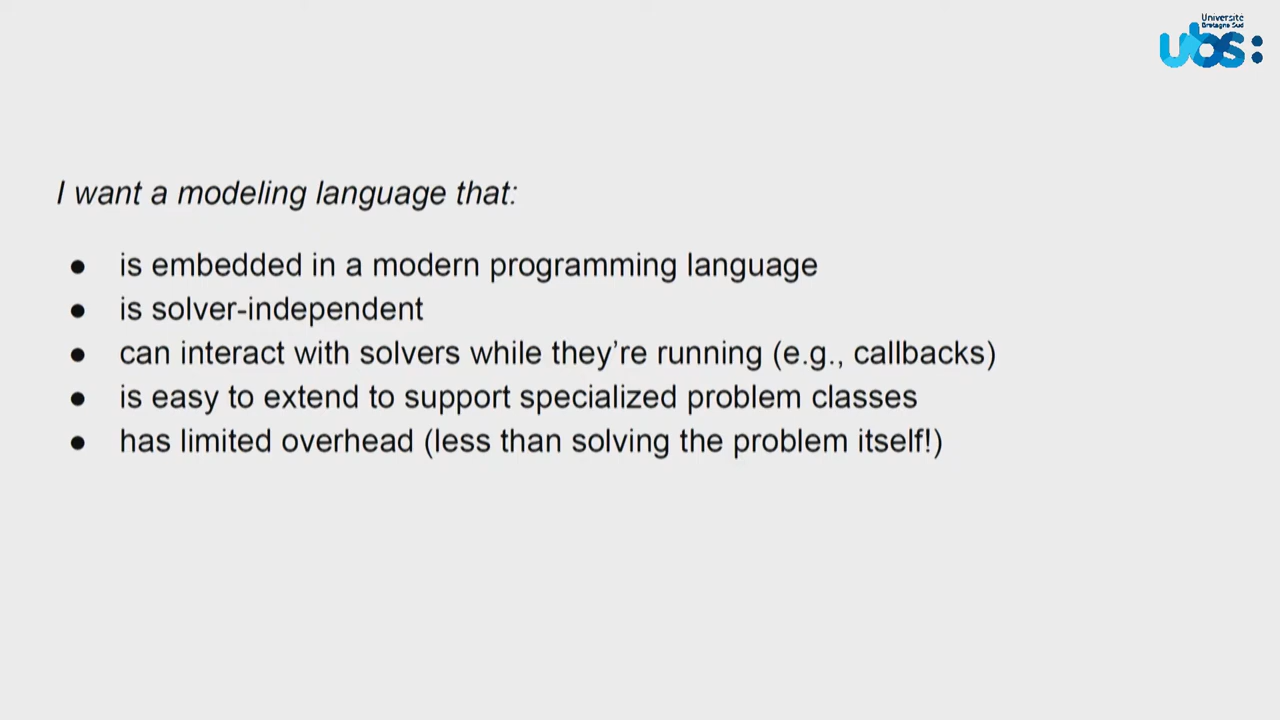 Université
Bretagne Sud
ubs:
I want a modeling language that:
● is embedded in a modern programming language
● is solver-independent
● can interact with solvers while they're running (e.g., callbacks)
● is easy to extend to support specialized problem classes
● has limited overhead (less than solving the problem itself!)